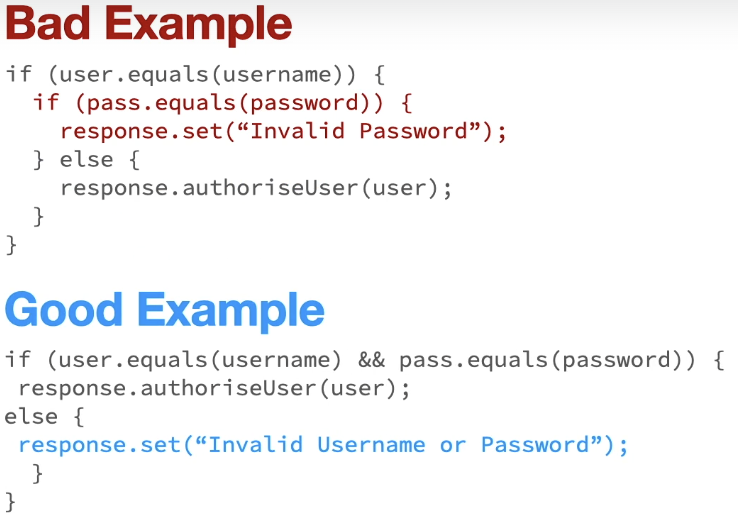 Bad Example
if (user.equals(username)) {
  if (pass.equals(password)) {
    response.set(“Invalid Password”);
  } else {
    response.authoriseUser(user);
  }
}
Good Example
if (user.equals(username) && pass.equals(password)) {
 response.authoriseUser(user);
else {
 response.set(“Invalid Username or Password”);
  }
}